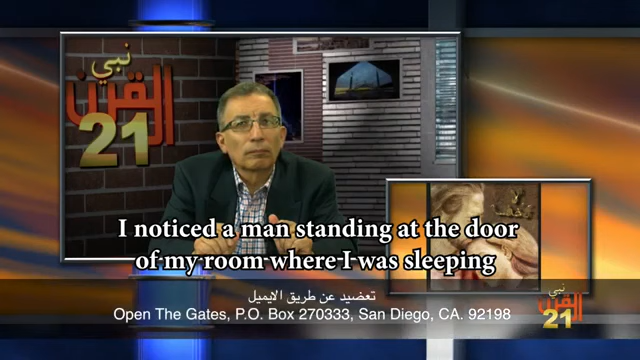 نبي
القرن
21
I noticed a man standing at the door
of my room where I was sleeping
تعضيد عن طريق الايميل
Open The Gates, P.O. Box 270333, San Diego, CA. 92198
نبي
القرن
21